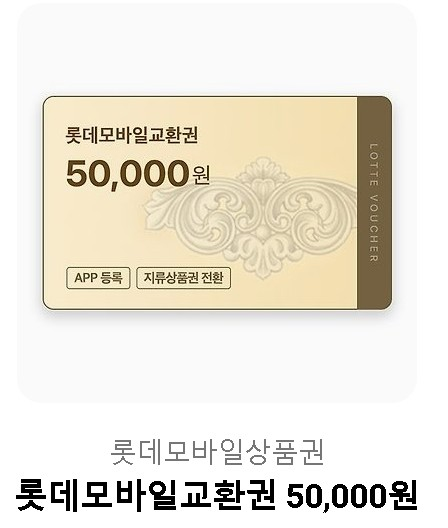 롯데모바일교환권
50,000원
LOTTE VOUCHER
APP 등록 지류상품권 전환
롯데모바일상품권
롯데모바일교환권 50,000원